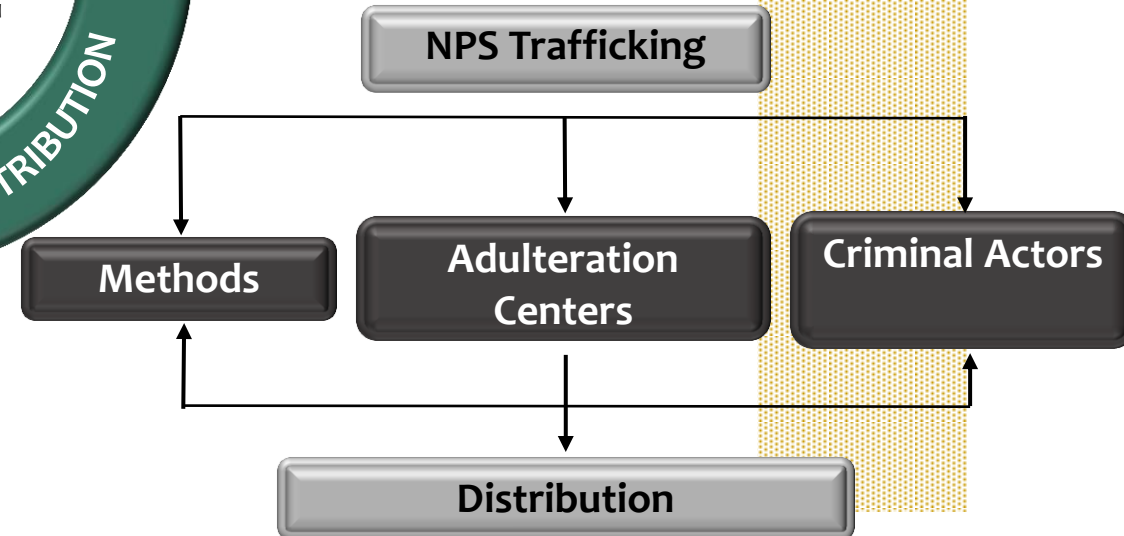 TRIBUTION
NPS Trafficking
Methods
Adulteration
Centers
Criminal Actors
Distribution